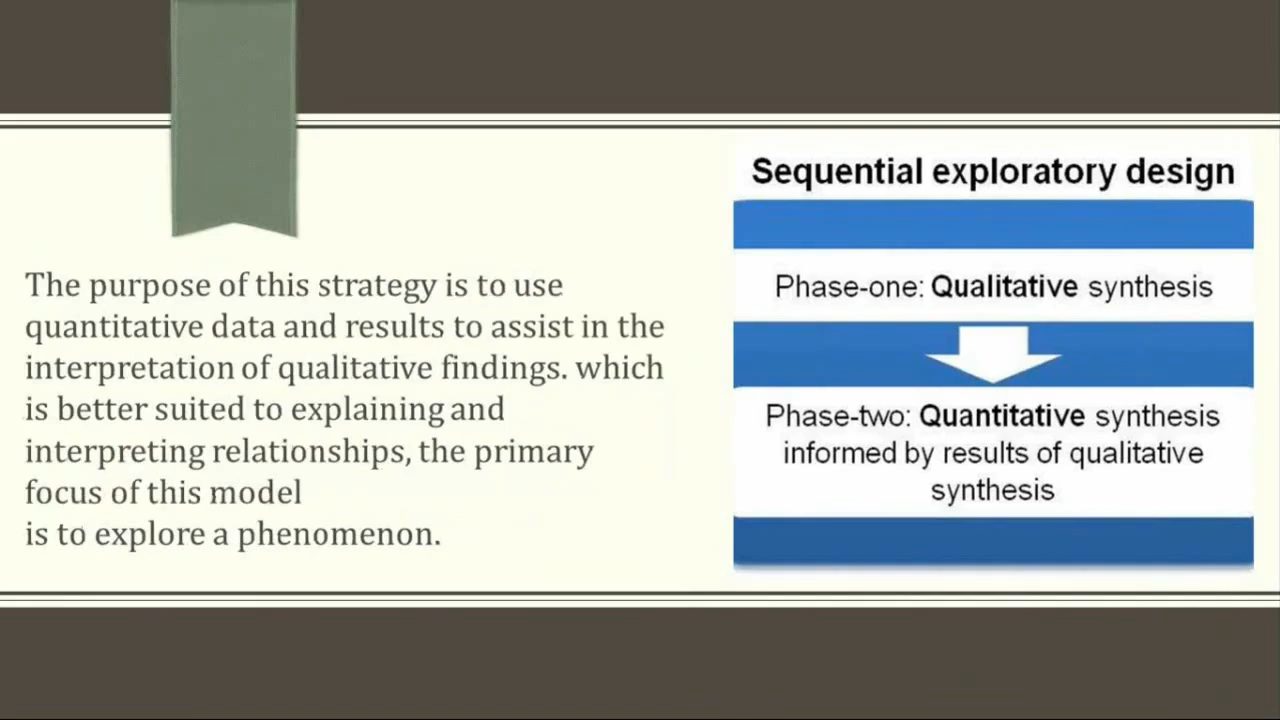 The purpose of this strategy is to use
quantitative data and results to assist in the
interpretation of qualitative findings. which
is better suited to explaining and
interpreting relationships, the primary
focus of this model
is to explore a phenomenon.
Sequential exploratory design
Phase-one: Qualitative synthesis
Phase-two: Quantitative synthesis
informed by results of qualitative
synthesis